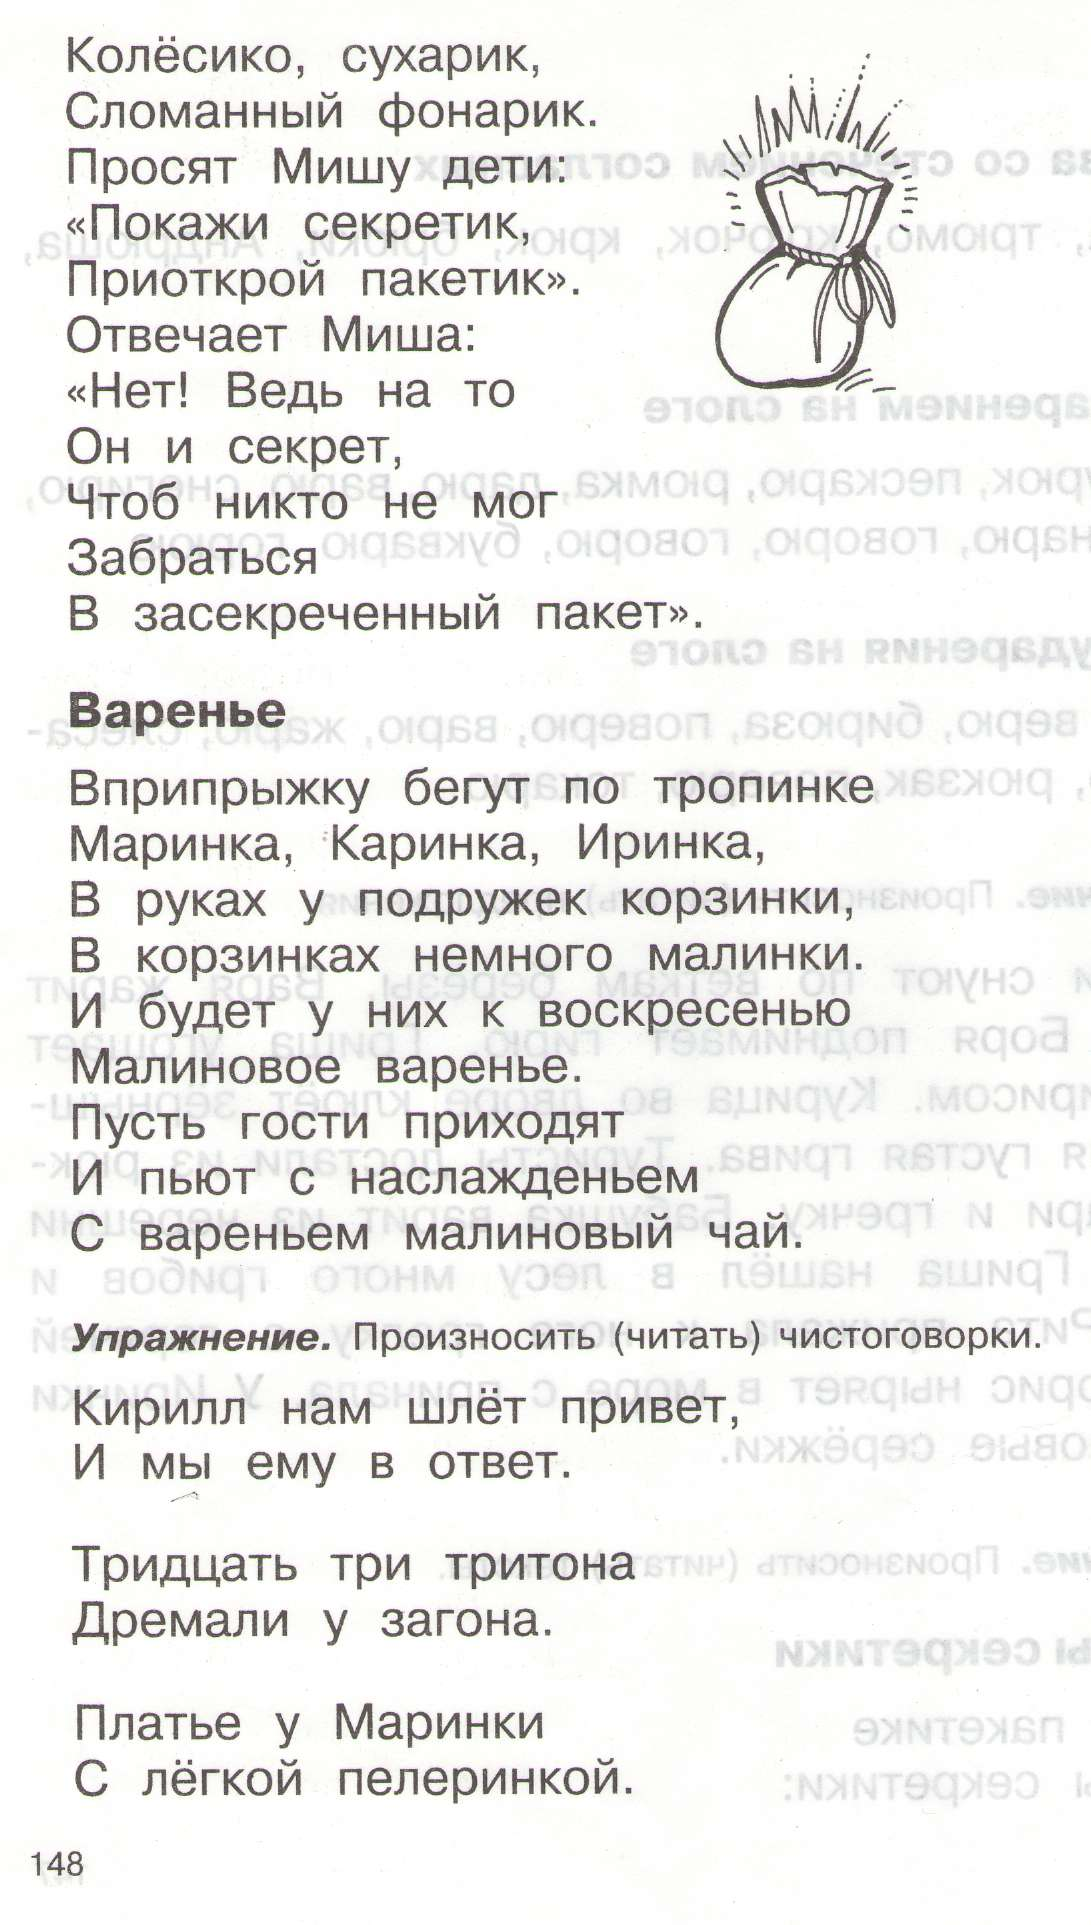 Колёсико, сухарик,
Сломанный фонарик.
Просят Мишу дети:
«Покажи секретик,
Приоткрой пакетик».
Отвечает Миша:
«Нет! Ведь на то
Он и секрет,
Чтоб никто не мог
Забраться
В засекреченный пакет».
Варенье
Вприпрыжку бегут по тропинке
Маринка, Каринка, Иринка,
В руках у подружек корзинки,
В корзинках немного малинки.
И будет у них к воскресенью
Малиновое варенье.
Пусть гости приходят
И пьют с наслажденьем
С вареньем малиновый чай.
Упражнение. Произносить (читать) чистоговорки.
Кирилл нам шлёт привет,
И мы ему в ответ.
Тридцать три тритона
Дремали у загона.
Платье у Маринки
С лёгкой пелеринкой.
148